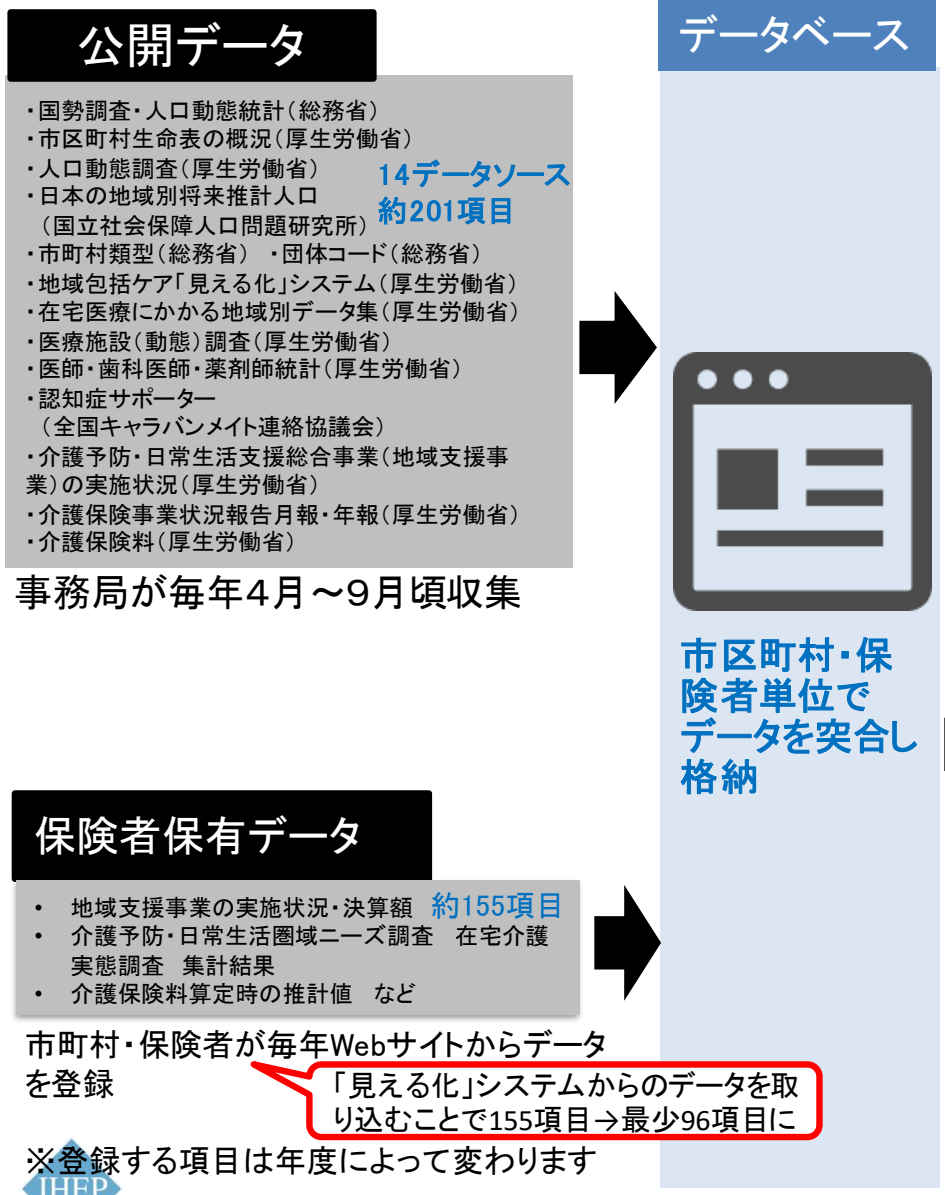 公開データ
・国勢調査・人口動態統計(総務省)
・市区町村生命表の概況(厚生労働省)
・人口動態調査(厚生労働省)
・日本の地域別将来推計人口
（国立社会保障人口問題研究所)
・市町村類型(総務省)　・団体コード(総務省)
・地域包括ケア「見える化」システム(厚生労働省)
・在宅医療にかかる地域別データ集(厚生労働省)
・医療施設(動態)調査(厚生労働省)
・医師・歯科医師・薬剤師統計(厚生労働省)
・認知症サポーター
（全国キャラバンメイト連絡協議会)
・介護予防・日常生活支援総合事業(地域支援事
業)の実施状況(厚生労働省)
・介護保険事業状況報告月報・年報(厚生労働省)
・介護保険料(厚生労働省)
14データソース
約201項目
事務局が毎年４月～９月頃収集
データベース
市区町村・保
険者単位で
データを突合し
格納
保険者保有データ
• 地域支援事業の実施状況・決算額　約155項目
• 介護予防・日常生活圏域ニーズ調査　在宅介護
実態調査　集計結果
• 介護保険料算定時の推計値　など
市町村・保険者が毎年Webサイトからデータ
を登録
「見える化」システムからのデータを取
り込むことで155項目→最少96項目に
※登録する項目は年度によって変わります
IHEP